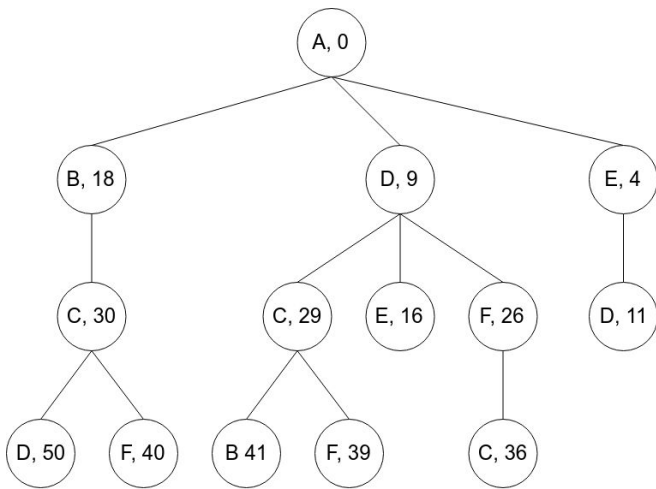 A, 0
B, 18
D, 9
E, 4
C, 30
C, 29
E, 16
F, 26
D, 11
D, 50
F, 40
B 41
F, 39
C, 36